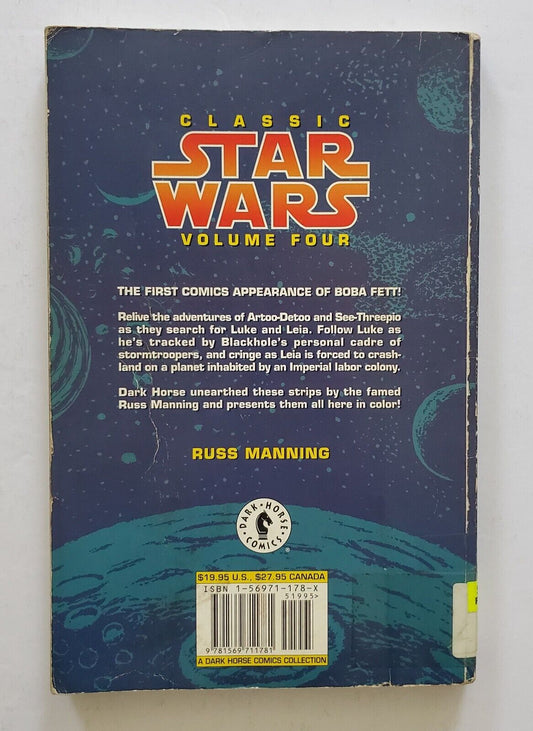 CLASSIC
STAR
WARS
VOLUME FOUR
THE FIRST COMICS APPEARANCE OF BOBA FETT!
Relive the adventures of Artoo-Detoo and See-Threepio
as they search for Luke and Leia. Follow Luke as
he's tracked by Blackhole's personal cadre of
stormtroopers, and cringe as Leia is forced to crash-
land on a planet inhabited by an Imperial labor colony.
Dark Horse unearthed these strips by the famed
Russ Manning and presents them all here in color!
RUSS MANNING
DARK HORSE
COMICS
$19.95 U.S., $27.95 CANADA
ISBN 1-56971-178-X
51995>
9 781569 711781
A DARK HORSE COMICS COLLECTION